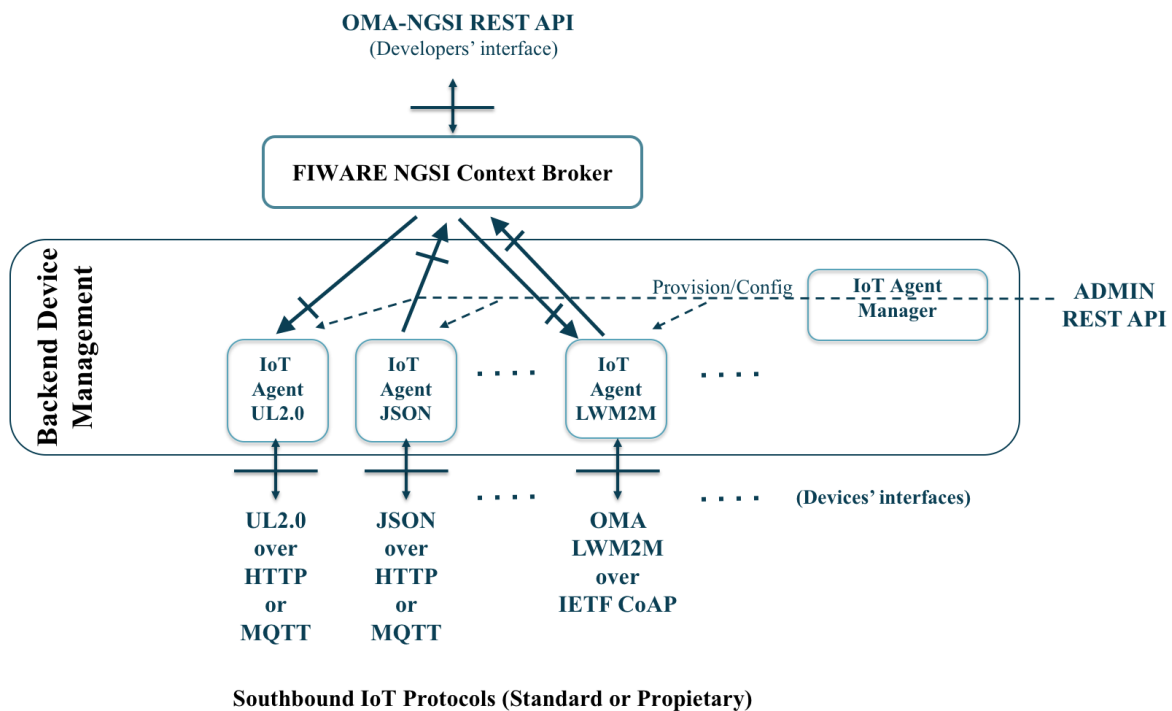 OMA-NGSI REST API
(Developers’ interface)
FIWARE NGSI Context Broker
Backend Device
Management
Provision/Config
IoT Agent
Manager
ADMIN
REST API
IoT
Agent
UL2.0
IoT
Agent
JSON
. . . .
IoT
Agent
LWM2M
. . . .
UL2.0
over
HTTP
or
MQTT
JSON
over
HTTP
or
MQTT
. . . .
OMA
LWM2M
over
IETF CoAP
. . . .
(Devices’ interfaces)
Southbound IoT Protocols (Standard or Propietary)